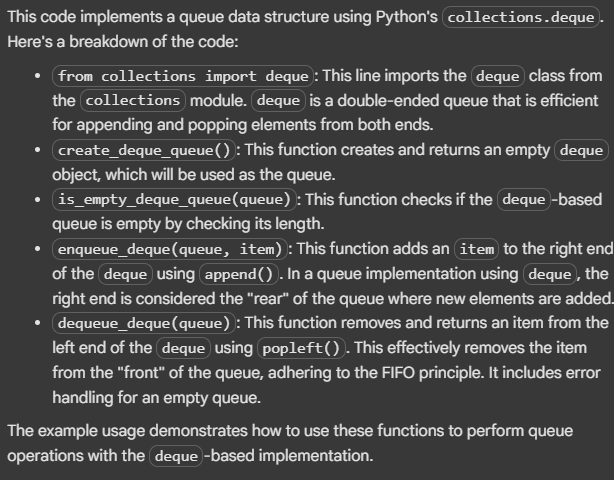 This code implements a queue data structure using Python's collections.deque.
Here's a breakdown of the code:
• from collections import deque: This line imports the deque class from
the collections module. deque is a double-ended queue that is efficient
for appending and popping elements from both ends.
• create_deque_queue(): This function creates and returns an empty deque
object, which will be used as the queue.
• is_empty_deque_queue(queue): This function checks if the deque-based
queue is empty by checking its length.
• enqueue_deque(queue, item): This function adds an item to the right end
of the deque using append(). In a queue implementation using deque, the
right end is considered the "rear" of the queue where new elements are added.
• dequeue_deque(queue): This function removes and returns an item from the
left end of the deque using popleft(). This effectively removes the item
from the "front" of the queue, adhering to the FIFO principle. It includes error
handling for an empty queue.
The example usage demonstrates how to use these functions to perform queue
operations with the deque-based implementation.